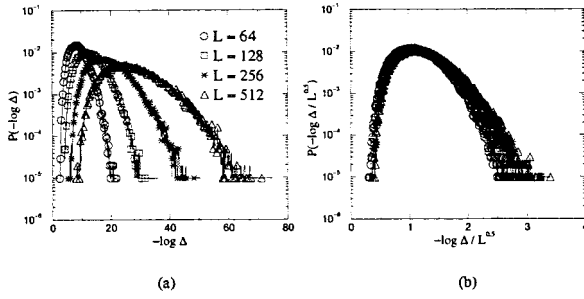 (a)
L = 64
L = 128
L = 256
L = 512
P(−log Δ)
10⁻¹
10⁻²
10⁻³
10⁻⁴
10⁻⁵
10⁻⁶
0 20 40 60 80
−log Δ
(a)
(b)
P(−log Δ / L^0.5)
10⁻¹
10⁻²
10⁻³
10⁻⁴
10⁻⁵
10⁻⁶
0 1 2 3 4
−log Δ / L^0.5
(b)